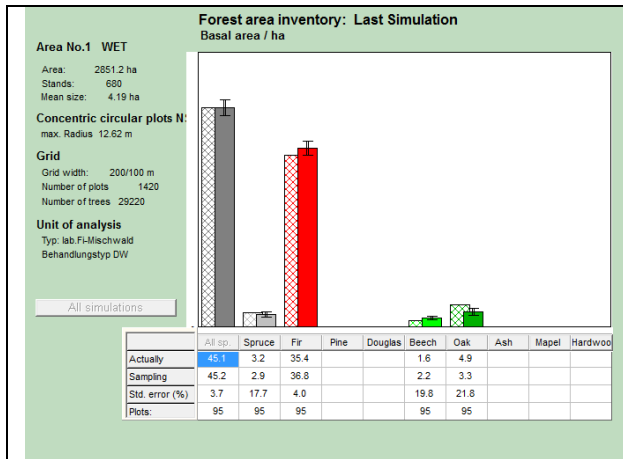 Forest area inventory: Last Simulation
Basal area / ha
Area No.1 WET
Area: 2851.2 ha
Stands: 680
Mean size: 4.19 ha
Concentric circular plots N
max. Radius 12.62 m
Grid
Grid width: 200/100 m
Number of plots 1420
Number of trees 29220
Unit of analysis
Typ: lab.Fi-Mischwald
Behandlungstyp DW
All simulations
All sp. Spruce Fir Pine Douglas Beech Oak Ash Mapel Hardwoo
Actually 45.1 3.2 35.4 1.6 4.9
Sampling 45.2 2.9 36.8 2.2 3.3
Std. error (%) 3.7 17.7 4.0 19.8 21.8
Plots: 95 95 95 95 95